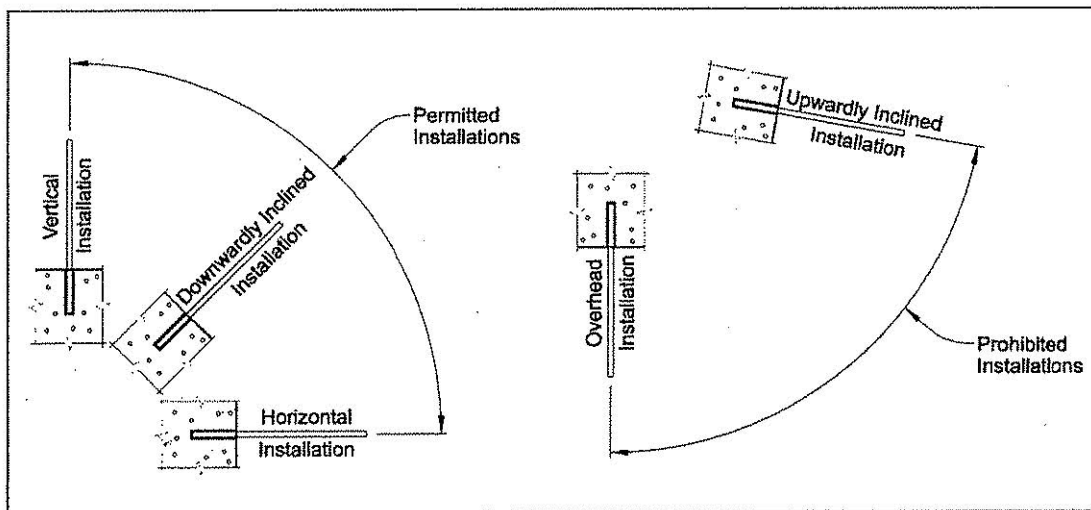 Permitted
Installations
Vertical
Installation
Downwardly Inclined
Installation
Horizontal
Installation
Upwardly Inclined
Installation
Overhead
Installation
Prohibited
Installations